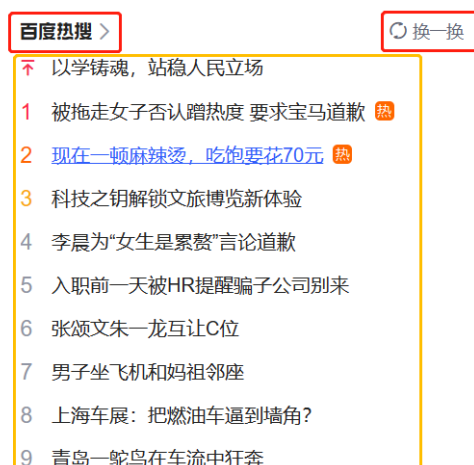 百度热搜 >
换一换
以学铸魂，站稳人民立场
1 被拖走女子否认蹭热度 要求宝马道歉 热
2 现在一顿麻辣烫，吃饱要花70元 热
3 科技之钥解锁文旅博览新体验
4 李晨为“女生是累赘”言论道歉
5 入职前一天被HR提醒骗子公司别来
6 张颂文朱一龙互让C位
7 男子坐飞机和妈祖邻座
8 上海车展：把燃油车逼到墙角？
9 青岛一鸵鸟在车流中狂奔